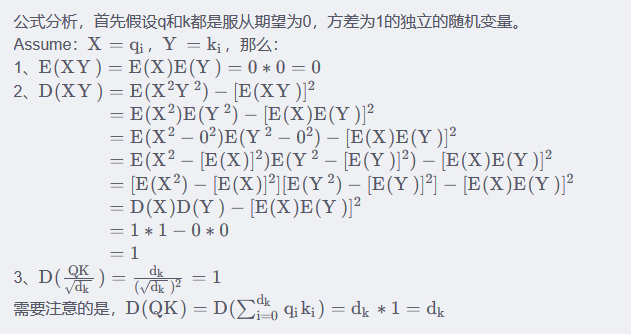 公式分析，首先假设q和k都是服从期望为0，方差为1的独立的随机变量。
Assume：X = qᵢ，Y = kᵢ，那么：
1、E(XY) = E(X)E(Y) = 0 * 0 = 0
2、D(XY) = E(X²Y²) − [E(XY)]²
= E(X²)E(Y²) − [E(X)E(Y)]²
= E(X² − 0²)E(Y² − 0²) − [E(X)E(Y)]²
= E(X² − [E(X)]²)E(Y² − [E(Y)]²) − [E(X)E(Y)]²
= [E(X²) − [E(X)]²][E(Y²) − [E(Y)]²] − [E(X)E(Y)]²
= D(X)D(Y) − [E(X)E(Y)]²
= 1 * 1 − 0 * 0
= 1
3、D(QK/√dₖ) = dₖ/(√dₖ)² = 1
需要注意的是，D(QK) = D(∑_{i=0}^{dₖ} qᵢkᵢ) = dₖ * 1 = dₖ